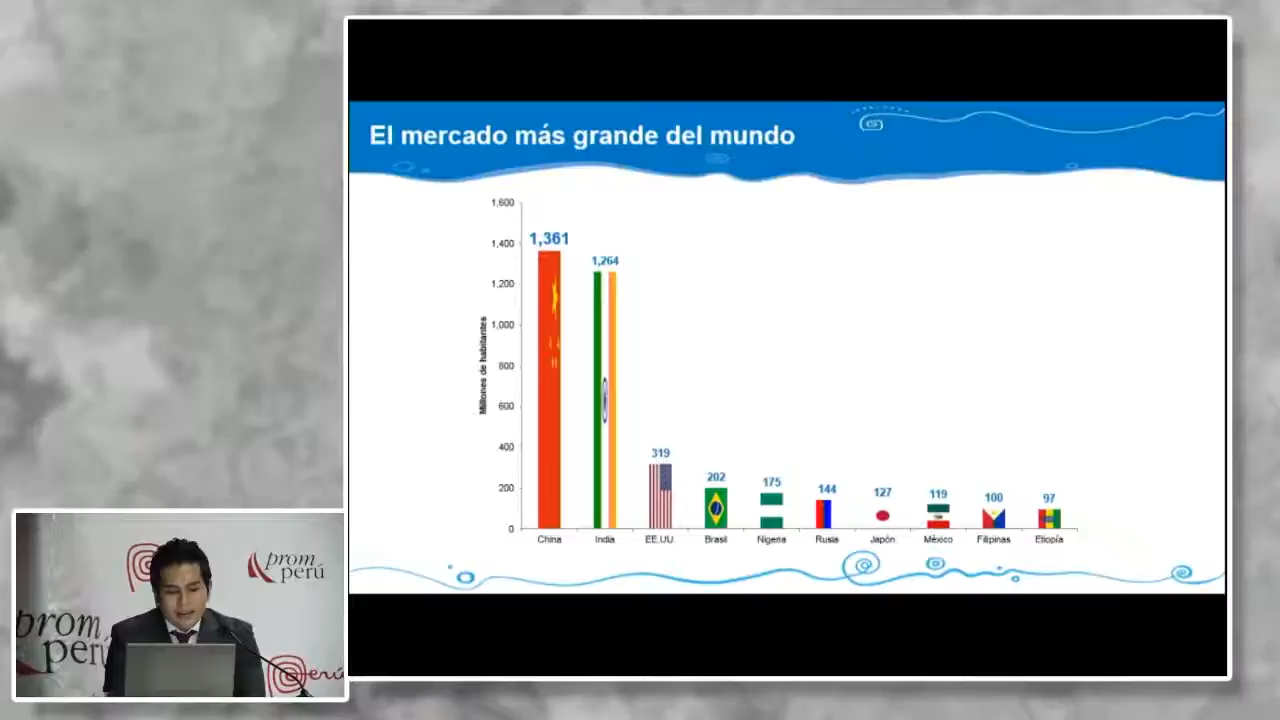 El mercado más grande del mundo
Millones de habitantes
1,600
1,400
1,200
1,000
800
600
400
200
0
1,361
1,264
319
202
175
144
127
119
100
97
China
India
EE.UU.
Brasil
Nigeria
Rusia
Japón
México
Filipinas
Etiopía
prom
perú
prom
perú
Perú